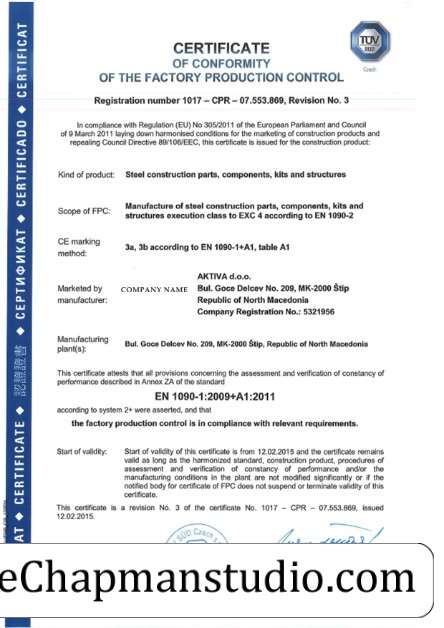 CERTIFICATE
OF CONFORMITY
OF THE FACTORY PRODUCTION CONTROL
TÜV
SÜD
Czech
Registration number 1017 – CPR – 07.553.869, Revision No. 3
In compliance with Regulation (EU) No 305/2011 of the European Parliament and Council
of 9 March 2011 laying down harmonised conditions for the marketing of construction products and
repealing Council Directive 89/106/EEC, this certificate is issued for the construction product:
Kind of product: Steel construction parts, components, kits and structures
Scope of FPC: Manufacture of steel construction parts, components, kits and
structures execution class to EXC 4 according to EN 1090-2
CE marking
method: 3a, 3b according to EN 1090-1+A1, table A1
AKTIVA d.o.o.
Marketed by COMPANY NAME Bul. Goce Delcev No. 209, MK-2000 Štip
manufacturer: Republic of North Macedonia
Company Registration No.: 5321956
Manufacturing
plant(s): Bul. Goce Delcev No. 209, MK-2000 Štip, Republic of North Macedonia
This certificate attests that all provisions concerning the assessment and verification of constancy of
performance described in Annex ZA of the standard
EN 1090-1:2009+A1:2011
according to system 2+ were asserted, and that
the factory production control is in compliance with relevant requirements.
Start of validity: Start of validity of this certificate is from 12.02.2015 and the certificate remains
valid as long as the harmonized standard, construction product, procedures of
assessment and verification of constancy of performance and/or the
manufacturing conditions in the plant are not modified significantly or if the
notified body for certificate of FPC does not suspend or terminate validity of this
certificate.
This certificate is a revision No. 3 of the certificate No. 1017 – CPR – 07.553.869, issued
12.02.2015.
SÜD Czech
AT ◆ CERTIFICATE ◆ 認證證書 ◆ СЕРТИФИКАТ ◆ CERTIFICADO ◆ CERTIFICAT
eChapmanstudio.com